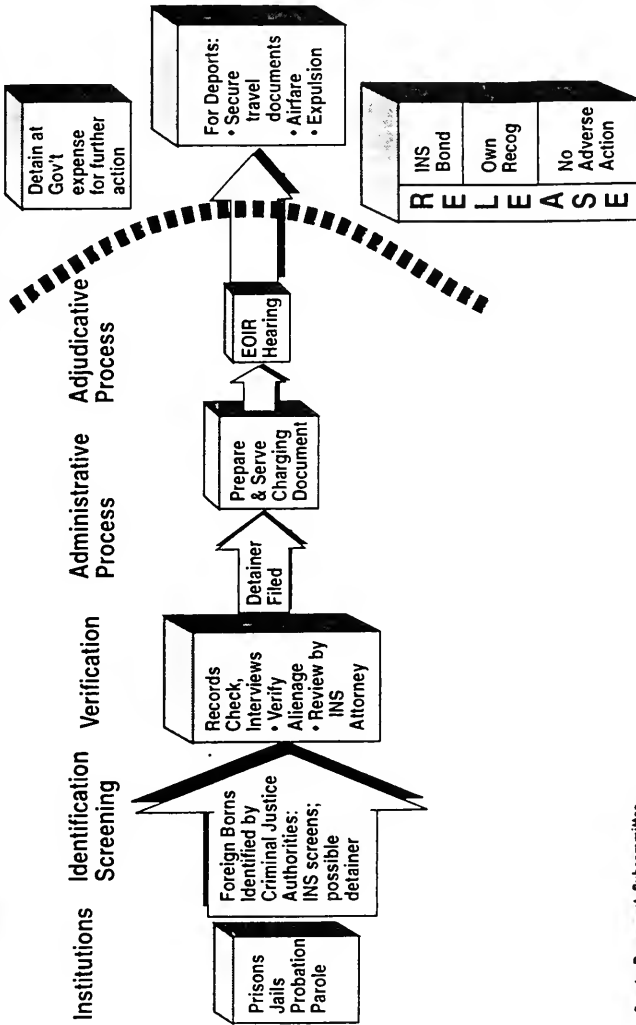 Institutions
Identification
Screening
Verification
Administrative
Process
Adjudicative
Process
Prisons
Jails
Probation
Parole
Foreign Borns
Identified by
Criminal Justice
Authorities:
INS screens;
possible
detainer
Records
Check,
Interviews
• Verify
Alienage
• Review by
INS
Attorney
Detainer
Filed
Prepare
& Serve
Charging
Document
EOIR
Hearing
Detain at
Gov't
expense
for further
action
For Deports:
• Secure
travel
documents
• Airfare
• Expulsion
RELEASE
INS
Bond
Own
Recog
No
Adverse
Action
Subcommittee